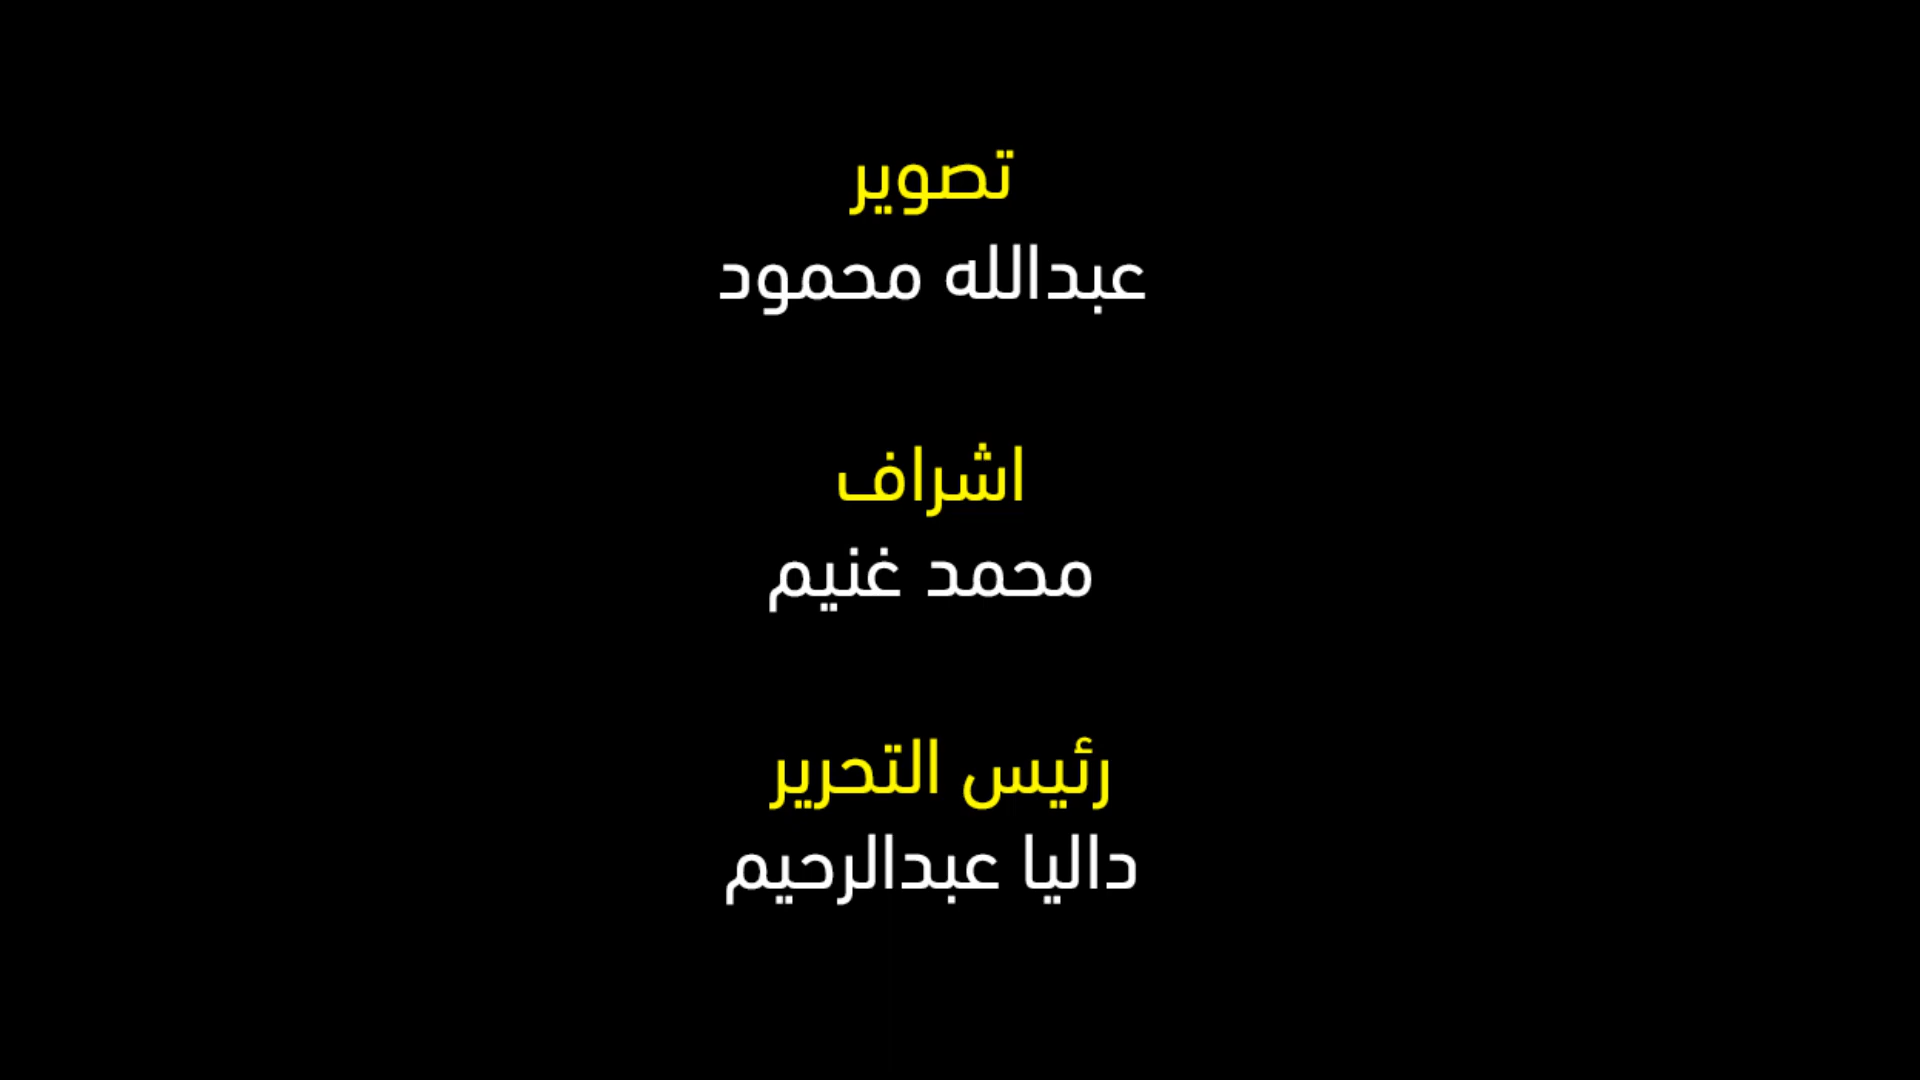 تصوير
عبدالله محمود
اشراف
محمد غنيم
رئيس التحرير
داليا عبدالرحيم